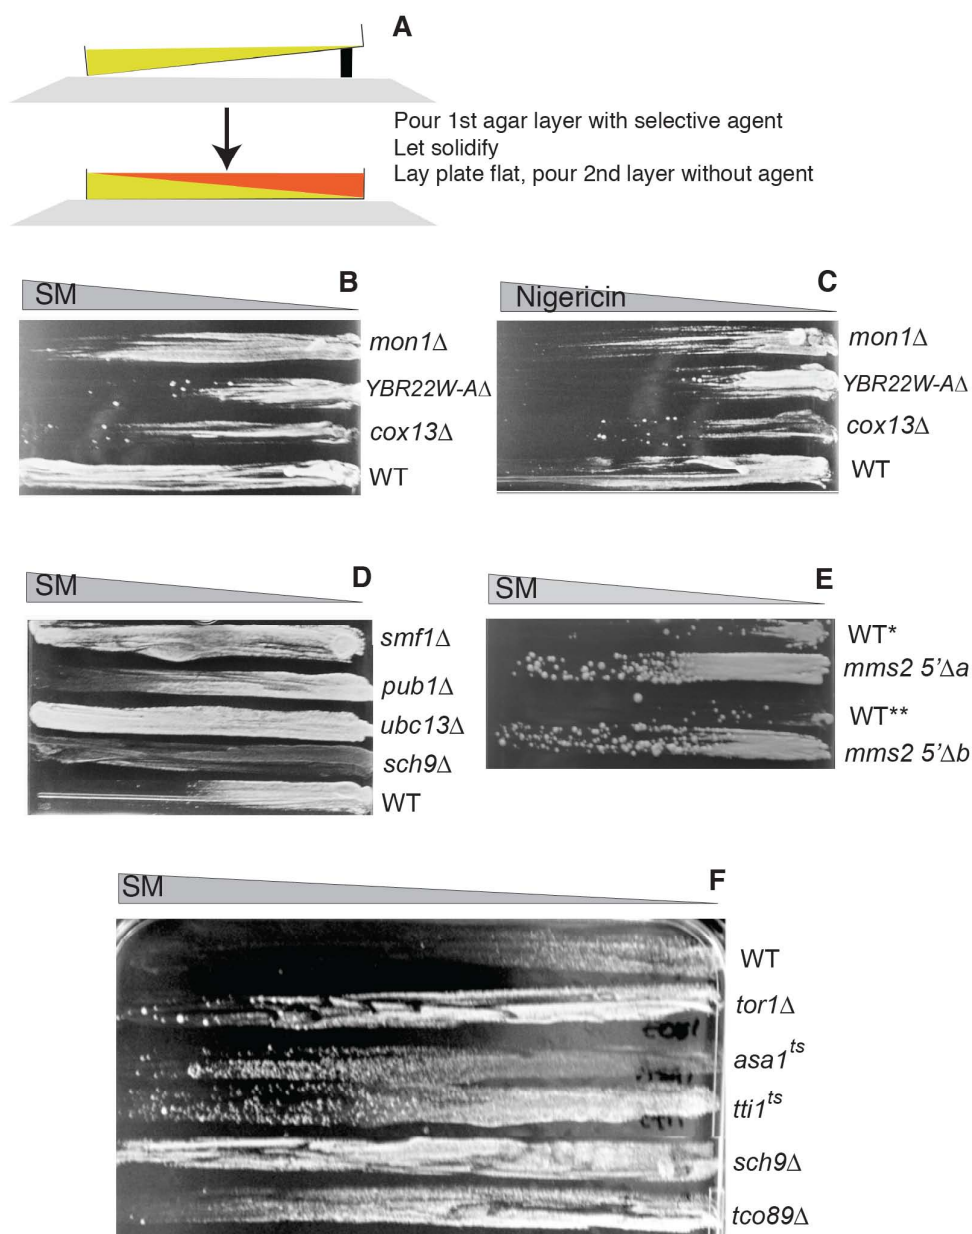 A
Pour 1st agar layer with selective agent
Let solidify
Lay plate flat, pour 2nd layer without agent
SM
B
mon1Δ
YBR22W-AΔ
cox13Δ
WT
Nigericin
C
mon1Δ
YBR22W-AΔ
cox13Δ
WT
SM
D
smf1Δ
pub1Δ
ubc13Δ
sch9Δ
WT
SM
E
WT*
mms2 5’Δa
WT**
mms2 5’Δb
SM
F
WT
tor1Δ
asa1ts
tti1ts
sch9Δ
tco89Δ